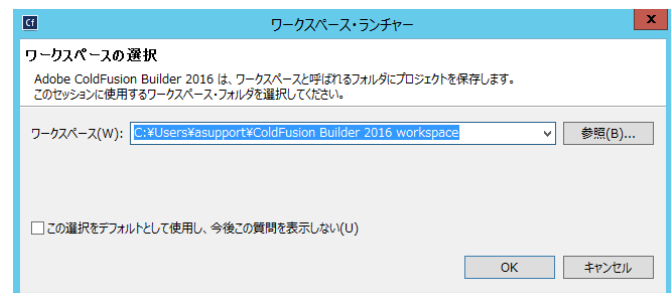 Cf
ワークスペース・ランチャー
x
ワークスペースの選択
Adobe ColdFusion Builder 2016 は、ワークスペースと呼ばれるフォルダにプロジェクトを保存します。
このセッションに使用するワークスペース・フォルダを選択してください。
ワークスペース(W): C:¥Users¥asupport¥ColdFusion Builder 2016 workspace 参照(B)...
この選択をデフォルトとして使用し、今後この質問を表示しない(U)
OK キャンセル